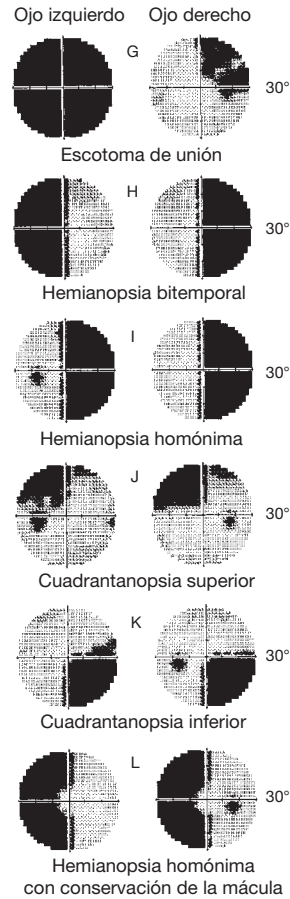 Ojo izquierdo Ojo derecho
G
30°
Escotoma de unión
H
30°
Hemianopsia bitemporal
I
30°
Hemianopsia homónima
J
30°
Cuadrantanopsia superior
K
30°
Cuadrantanopsia inferior
L
30°
Hemianopsia homónima
con conservación de la mácula